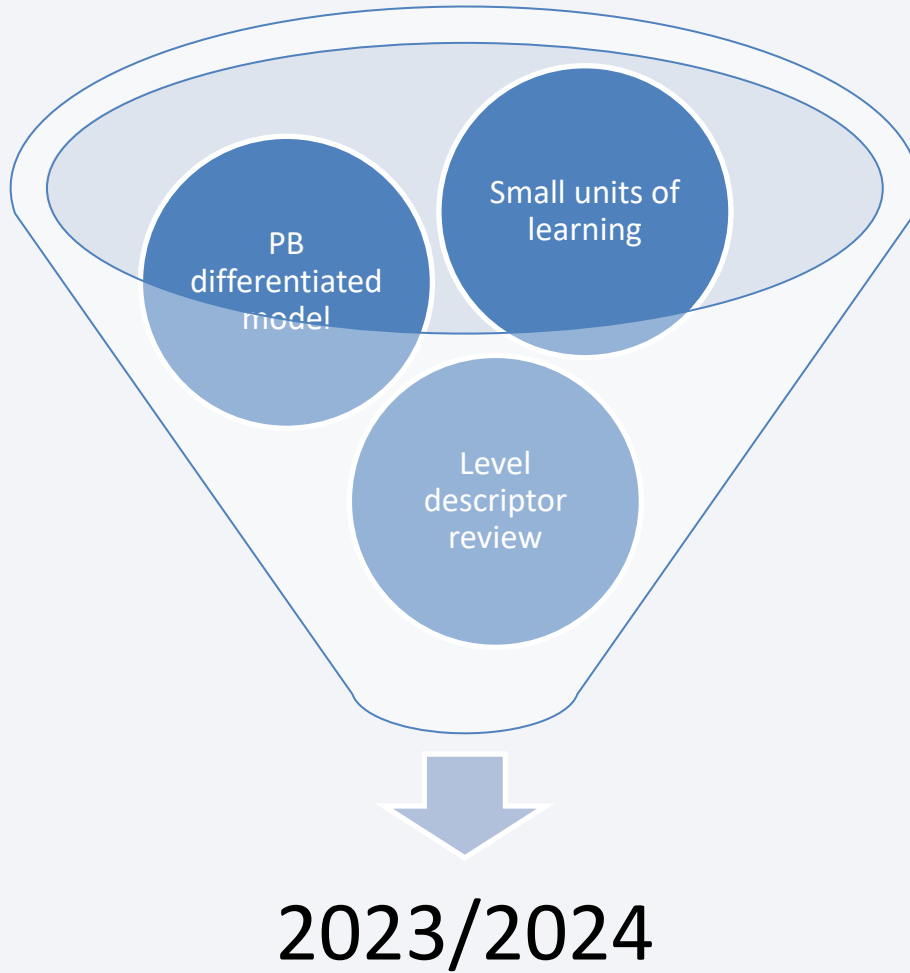 Small units of
learning
PB
differentiated
model
Level
descriptor
review
2023/2024